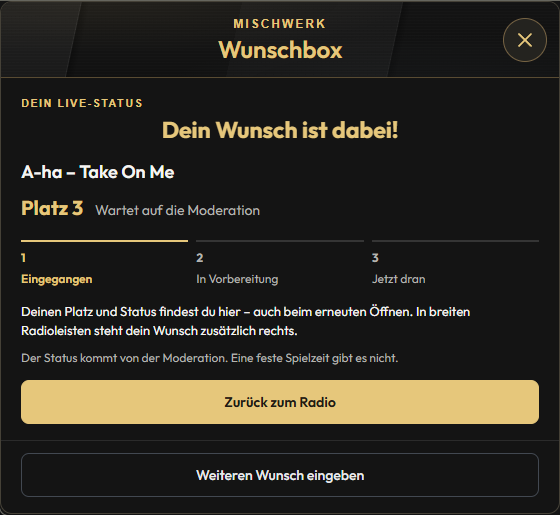 MISCHWERK
Wunschbox
DEIN LIVE-STATUS
Dein Wunsch ist dabei!
A-ha – Take On Me
Platz 3 Wartet auf die Moderation
1 2 3
Eingegangen In Vorbereitung Jetzt dran
Deinen Platz und Status findest du hier – auch beim erneuten Öffnen. In breiten
Radioleisten steht dein Wunsch zusätzlich rechts.
Der Status kommt von der Moderation. Eine feste Spielzeit gibt es nicht.
Zurück zum Radio
Weiteren Wunsch eingeben